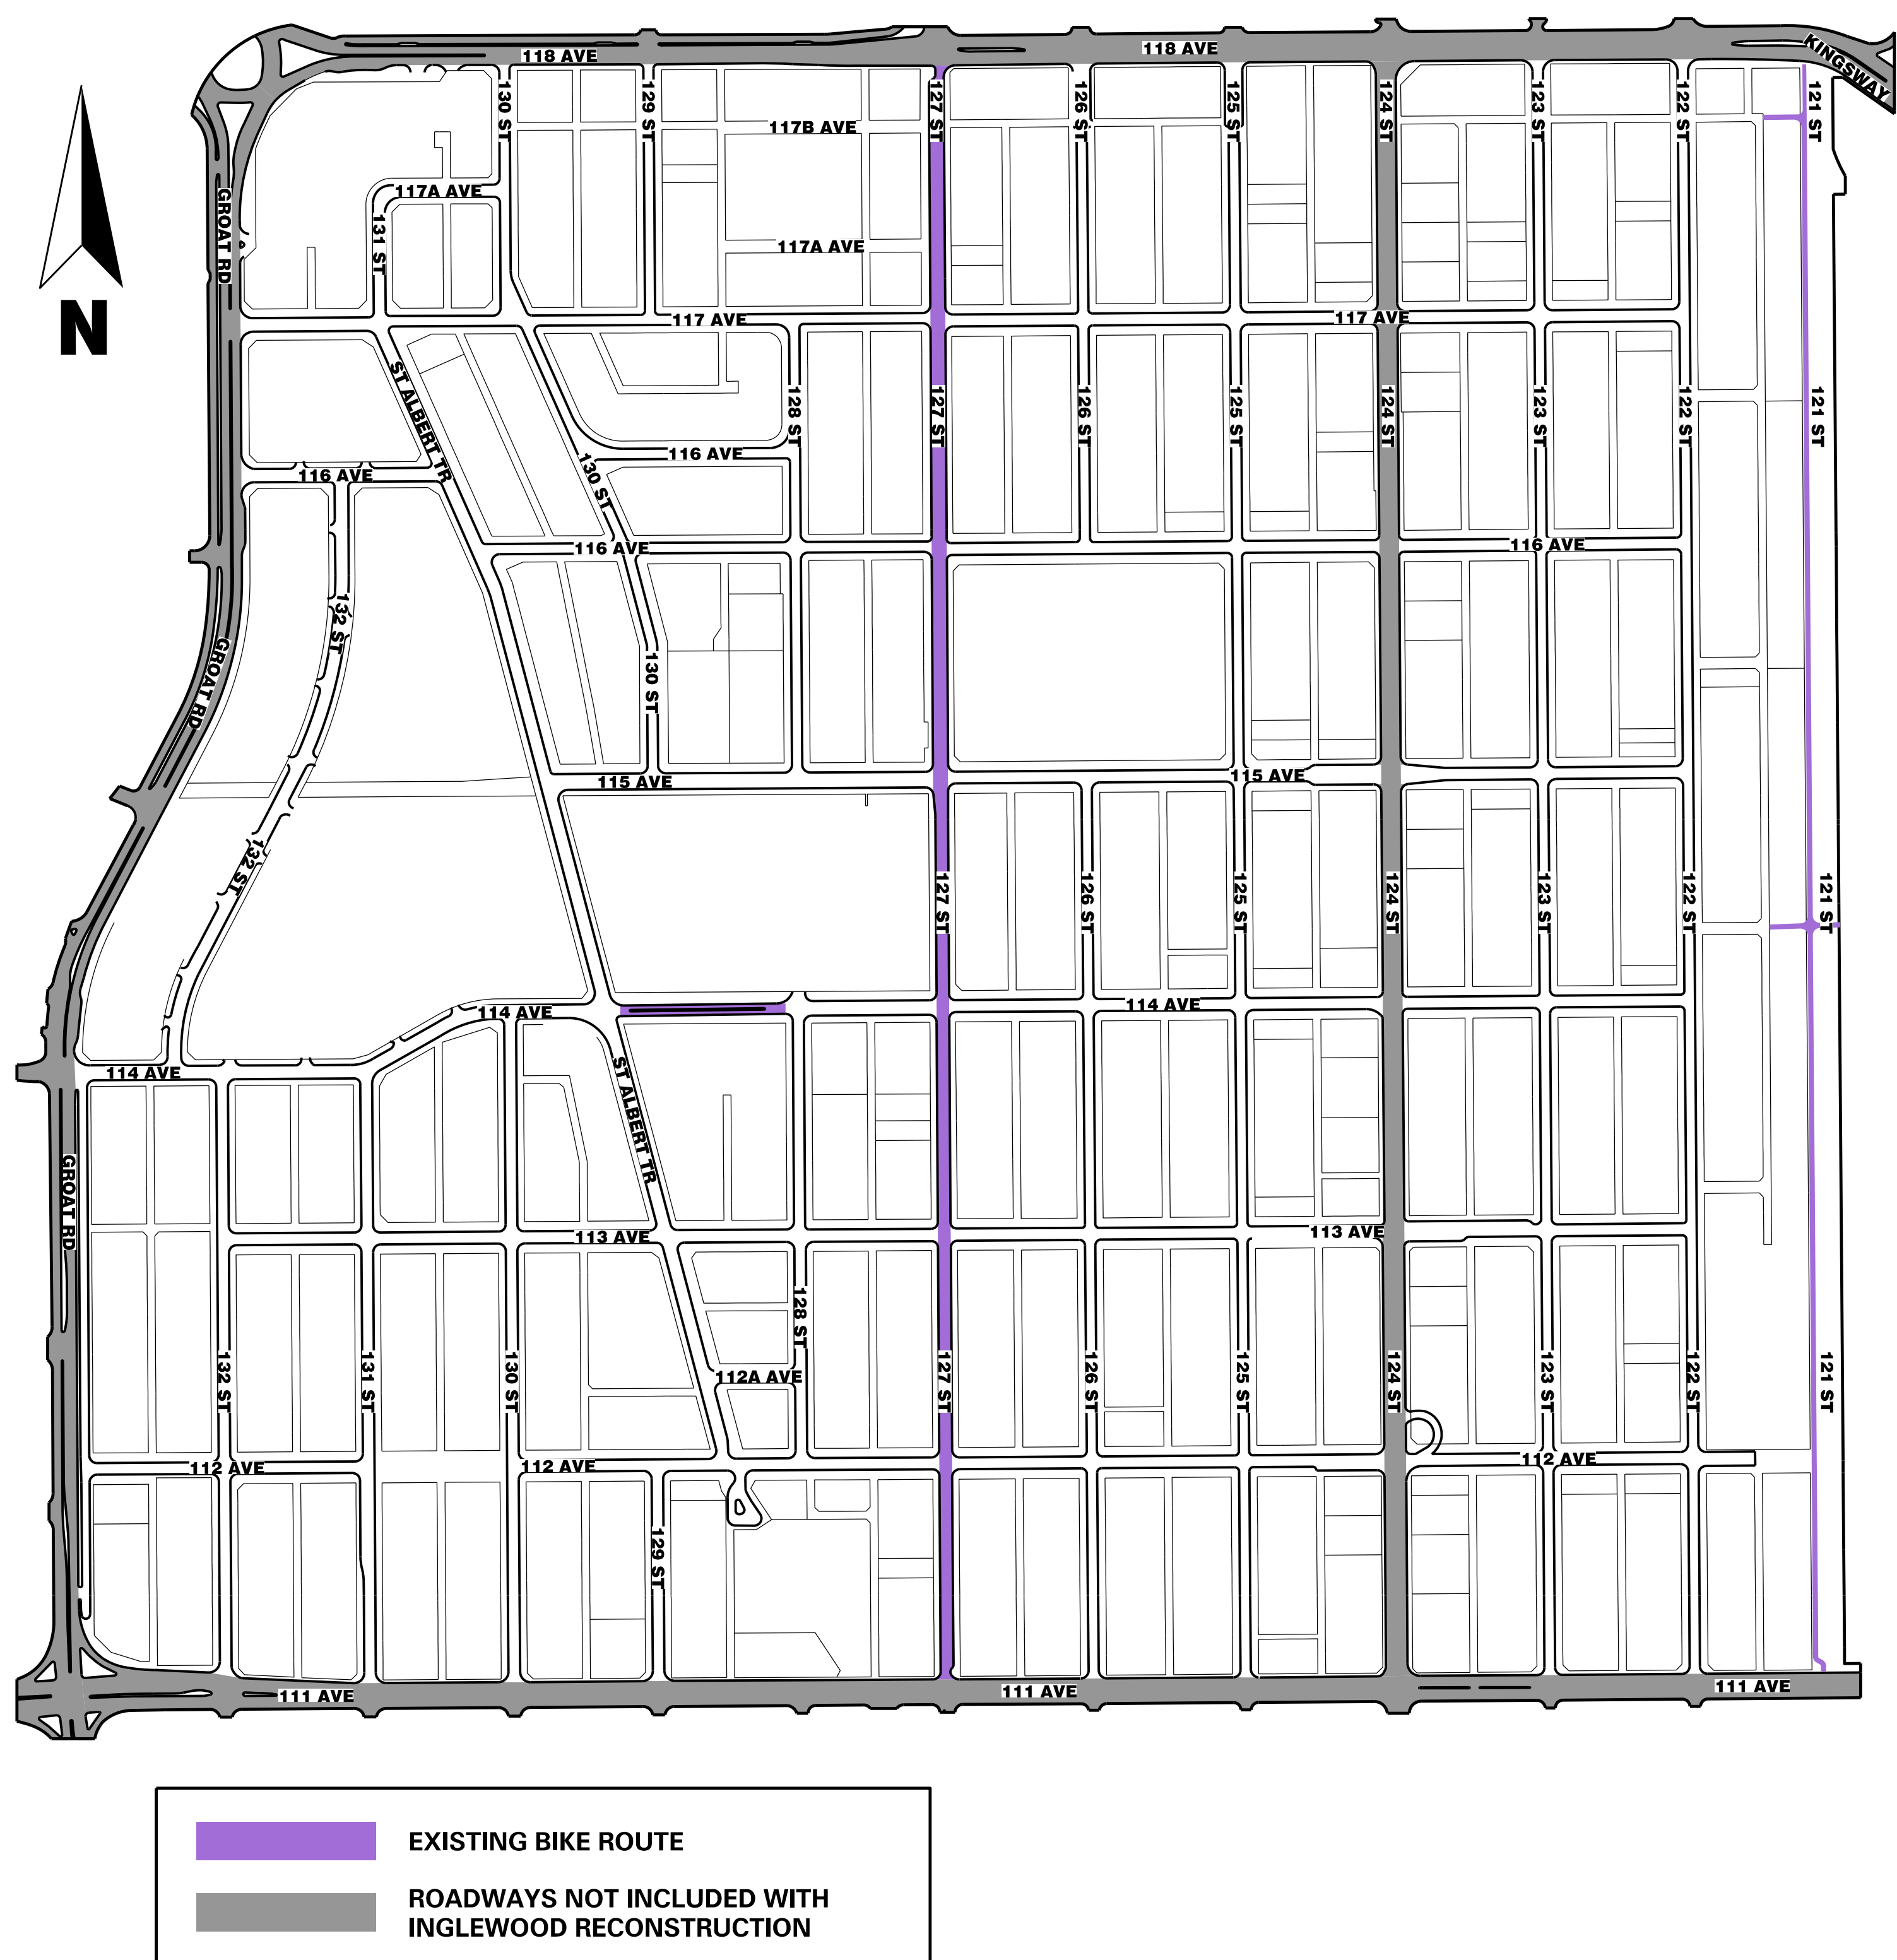 118 AVE
118 AVE
KINGSWAY
130 ST
129 ST
127 ST
126 ST
125 ST
124 ST
123 ST
122 ST
121 ST
117B AVE
117A AVE
GROAT RD
131 ST
117A AVE
117 AVE
117 AVE
ST ALBERT TR
128 ST
127 ST
126 ST
125 ST
124 ST
123 ST
122 ST
121 ST
N
116 AVE
116 AVE
130 ST
116 AVE
116 AVE
132 ST
GROAT RD
130 ST
115 AVE
115 AVE
132 ST
127 ST
126 ST
125 ST
124 ST
123 ST
122 ST
121 ST
114 AVE
114 AVE
114 AVE
ST ALBERT TR
GROAT RD
113 AVE
113 AVE
128 ST
132 ST
131 ST
130 ST
112A AVE
127 ST
126 ST
125 ST
124 ST
123 ST
122 ST
121 ST
112 AVE
112 AVE
112 AVE
129 ST
111 AVE
111 AVE
111 AVE
EXISTING BIKE ROUTE
ROADWAYS NOT INCLUDED WITH
INGLEWOOD RECONSTRUCTION